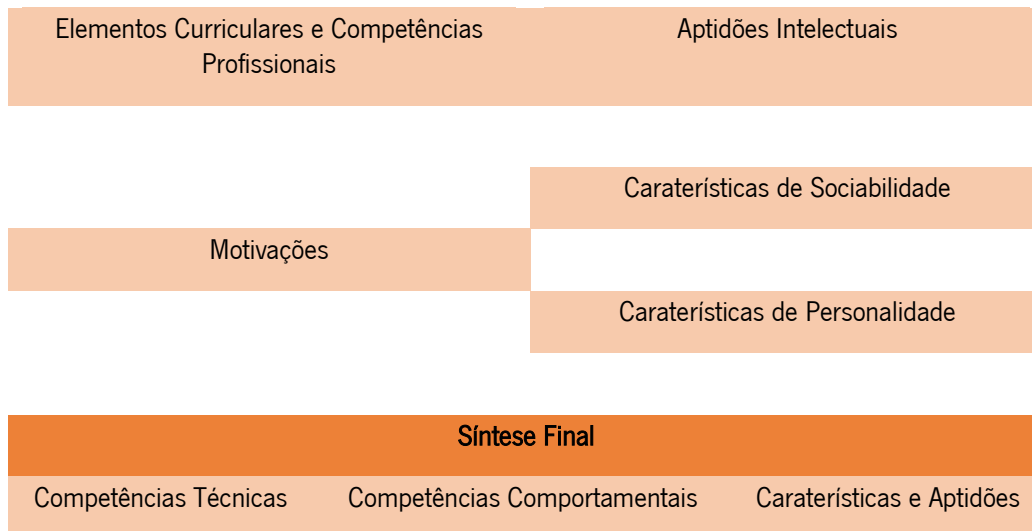 Elementos Curriculares e Competências
Profissionais
Aptidões Intelectuais
Caraterísticas de Sociabilidade
Motivações
Caraterísticas de Personalidade
Síntese Final
Competências Técnicas
Competências Comportamentais
Caraterísticas e Aptidões